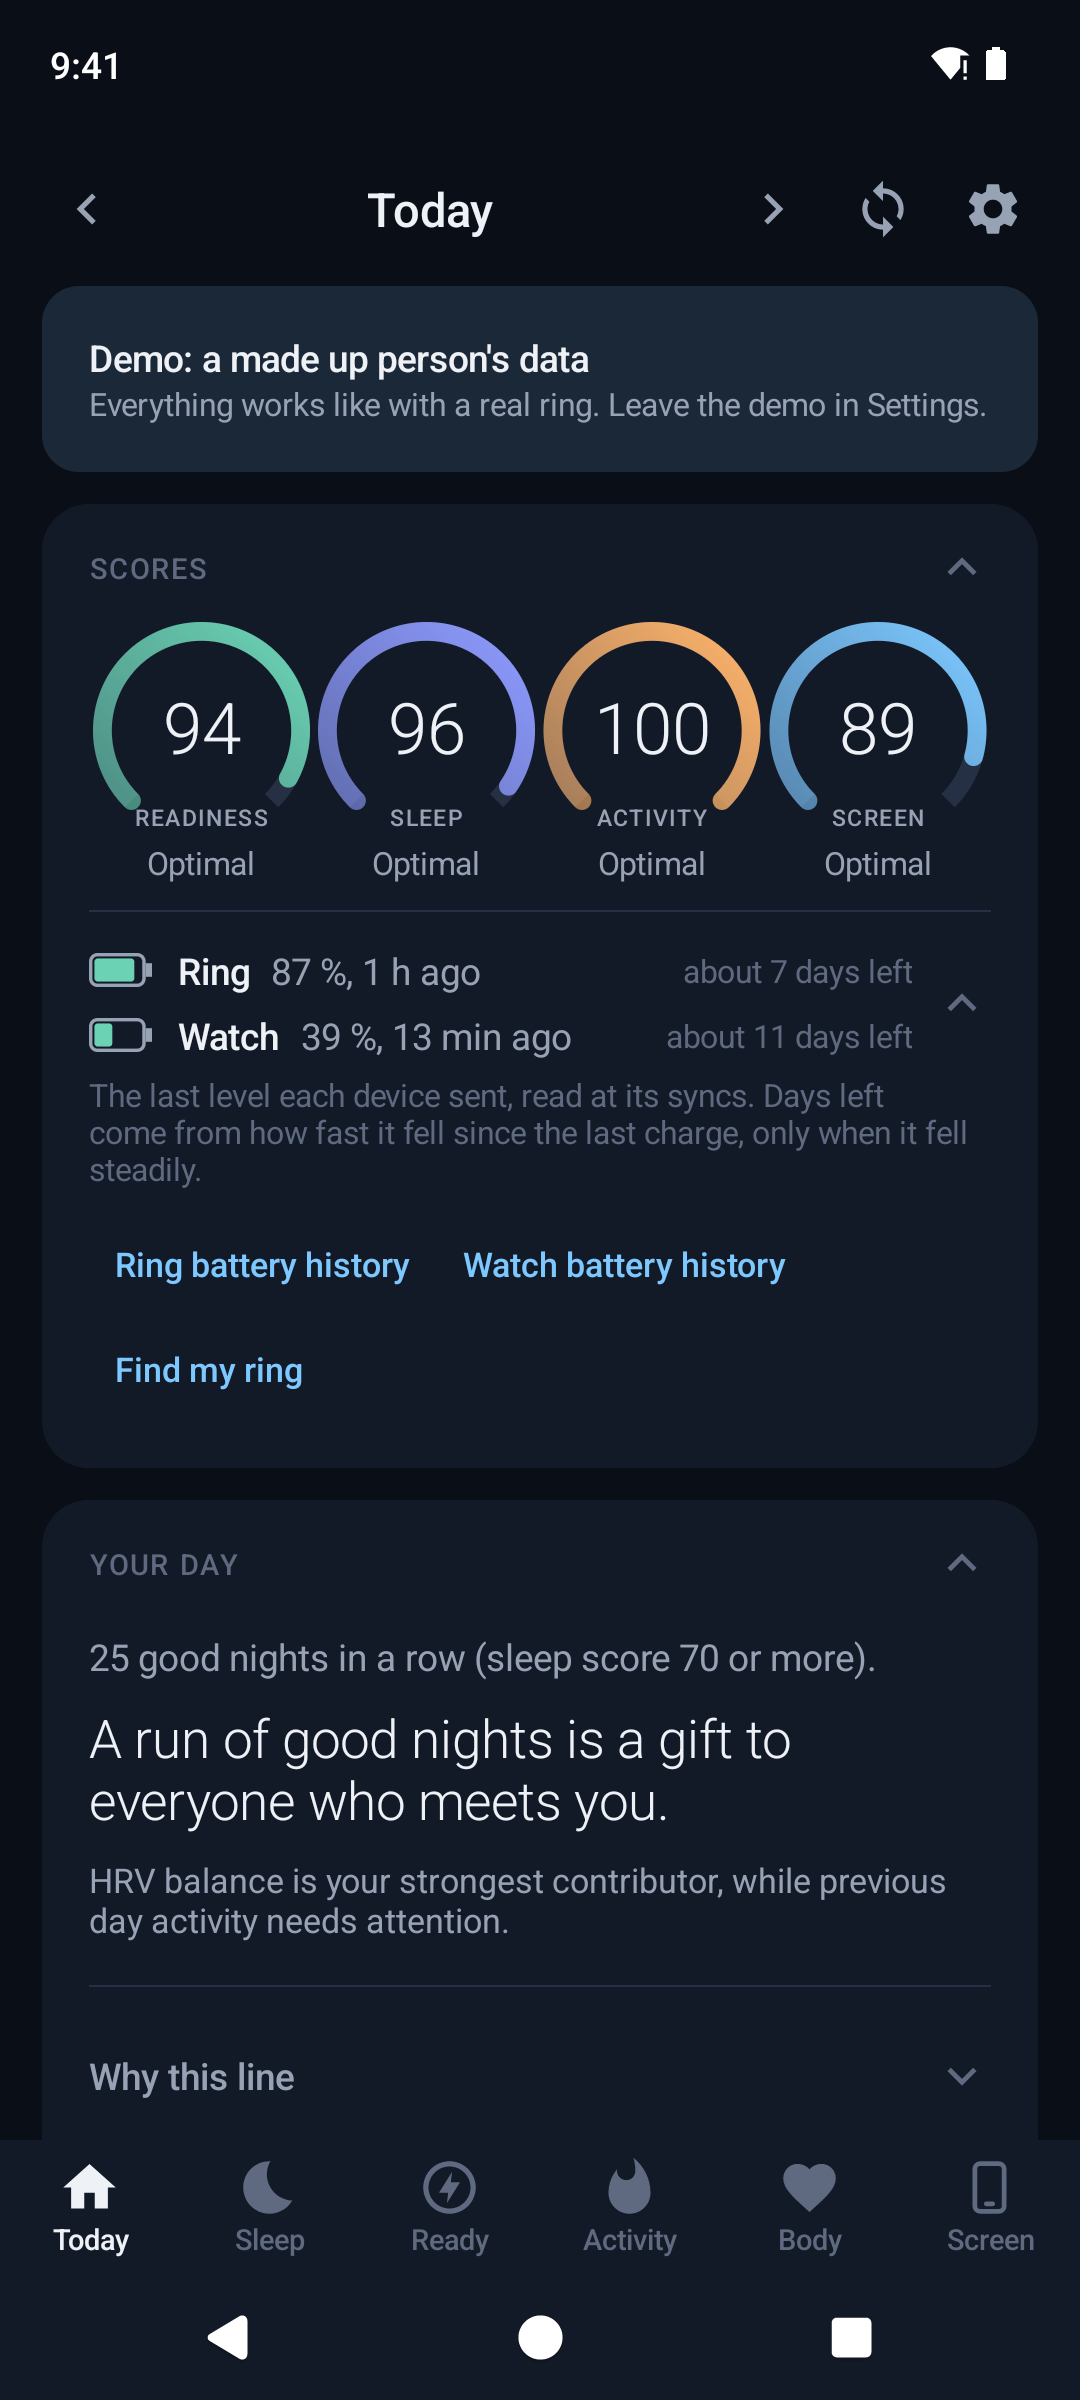 9:41
Today
Demo: a made up person's data
Everything works like with a real ring. Leave the demo in Settings.
SCORES
94 96 100 89
READINESS SLEEP ACTIVITY SCREEN
Optimal Optimal Optimal Optimal
Ring 87 %, 1 h ago about 7 days left
Watch 39 %, 13 min ago about 11 days left
The last level each device sent, read at its syncs. Days left
come from how fast it fell since the last charge, only when it fell
steadily.
Ring battery history Watch battery history
Find my ring
YOUR DAY
25 good nights in a row (sleep score 70 or more).
A run of good nights is a gift to
everyone who meets you.
HRV balance is your strongest contributor, while previous
day activity needs attention.
Why this line
Today Sleep Ready Activity Body Screen